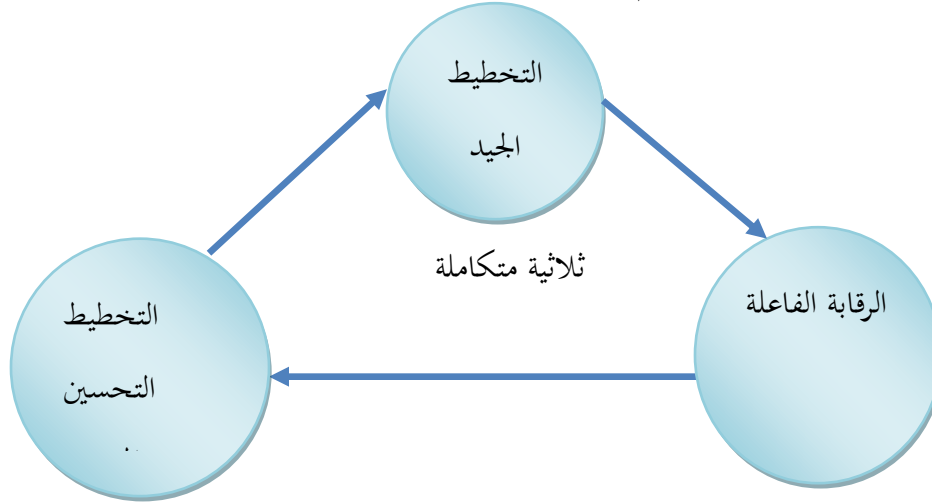 التخطيط
الجيد
ثلاثية متكاملة
الرقابة الفاعلة
التخطيط
التحسين